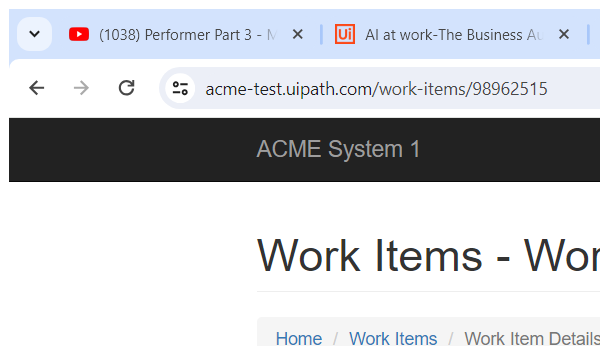 (1038) Performer Part 3 - M
Ui AI at work-The Business Au
acme-test.uipath.com/work-items/98962515
ACME System 1
Work Items - Wor
Home / Work Items / Work Item Details